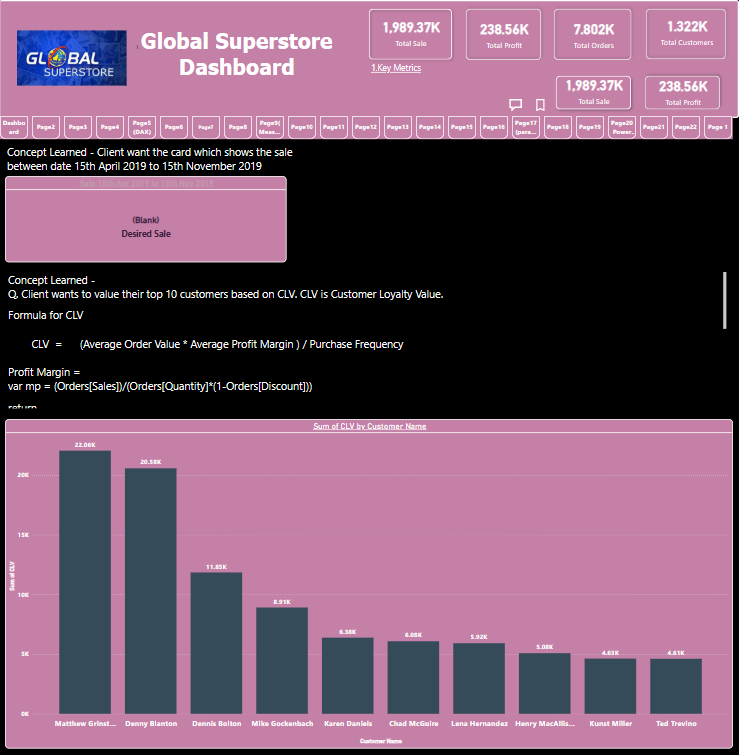 GLOBAL
SUPERSTORE
Global Superstore
Dashboard
1,989.37K
Total Sale
238.56K
Total Profit
7.802K
Total Orders
1.322K
Total Customers
1.Key Metrics
1,989.37K
Total Sale
238.56K
Total Profit
Dashbo
ard
Page2
Page3
Page4
Page5
(DAX)
Page6
Page7
Page8
Page9(
Meas...
Page10
Page11
Page12
Page13
Page14
Page15
Page16
Page17
(para...
Page18
Page19
Page20
Power..
Page21
Page22
Page 1
Concept Learned - Client want the card which shows the sale
between date 15th April 2019 to 15th November 2019
Sale 15th Apr 2019 to 15th Nov 2019
(Blank)
Desired Sale
Concept Learned -
Q. Client wants to value their top 10 customers based on CLV. CLV is Customer Loyalty Value.
Formula for CLV
CLV = (Average Order Value * Average Profit Margin ) / Purchase Frequency
Profit Margin =
var mp = (Orders[Sales])/(Orders[Quantity]*(1-Orders[Discount]))
return
Sum of CLV by Customer Name
22.06K
20.58K
11.85K
8.91K
6.38K
6.08K
5.92K
5.08K
4.63K
4.61K
20K
15K
10K
5K
0K
Sum of CLV
Matthew Grinst...
Denny Blanton
Dennis Bolton
Mike Gockenbach
Karen Daniels
Chad McGuire
Lena Hernandez
Henry MacAllis...
Kunst Miller
Ted Trevino
Customer Name